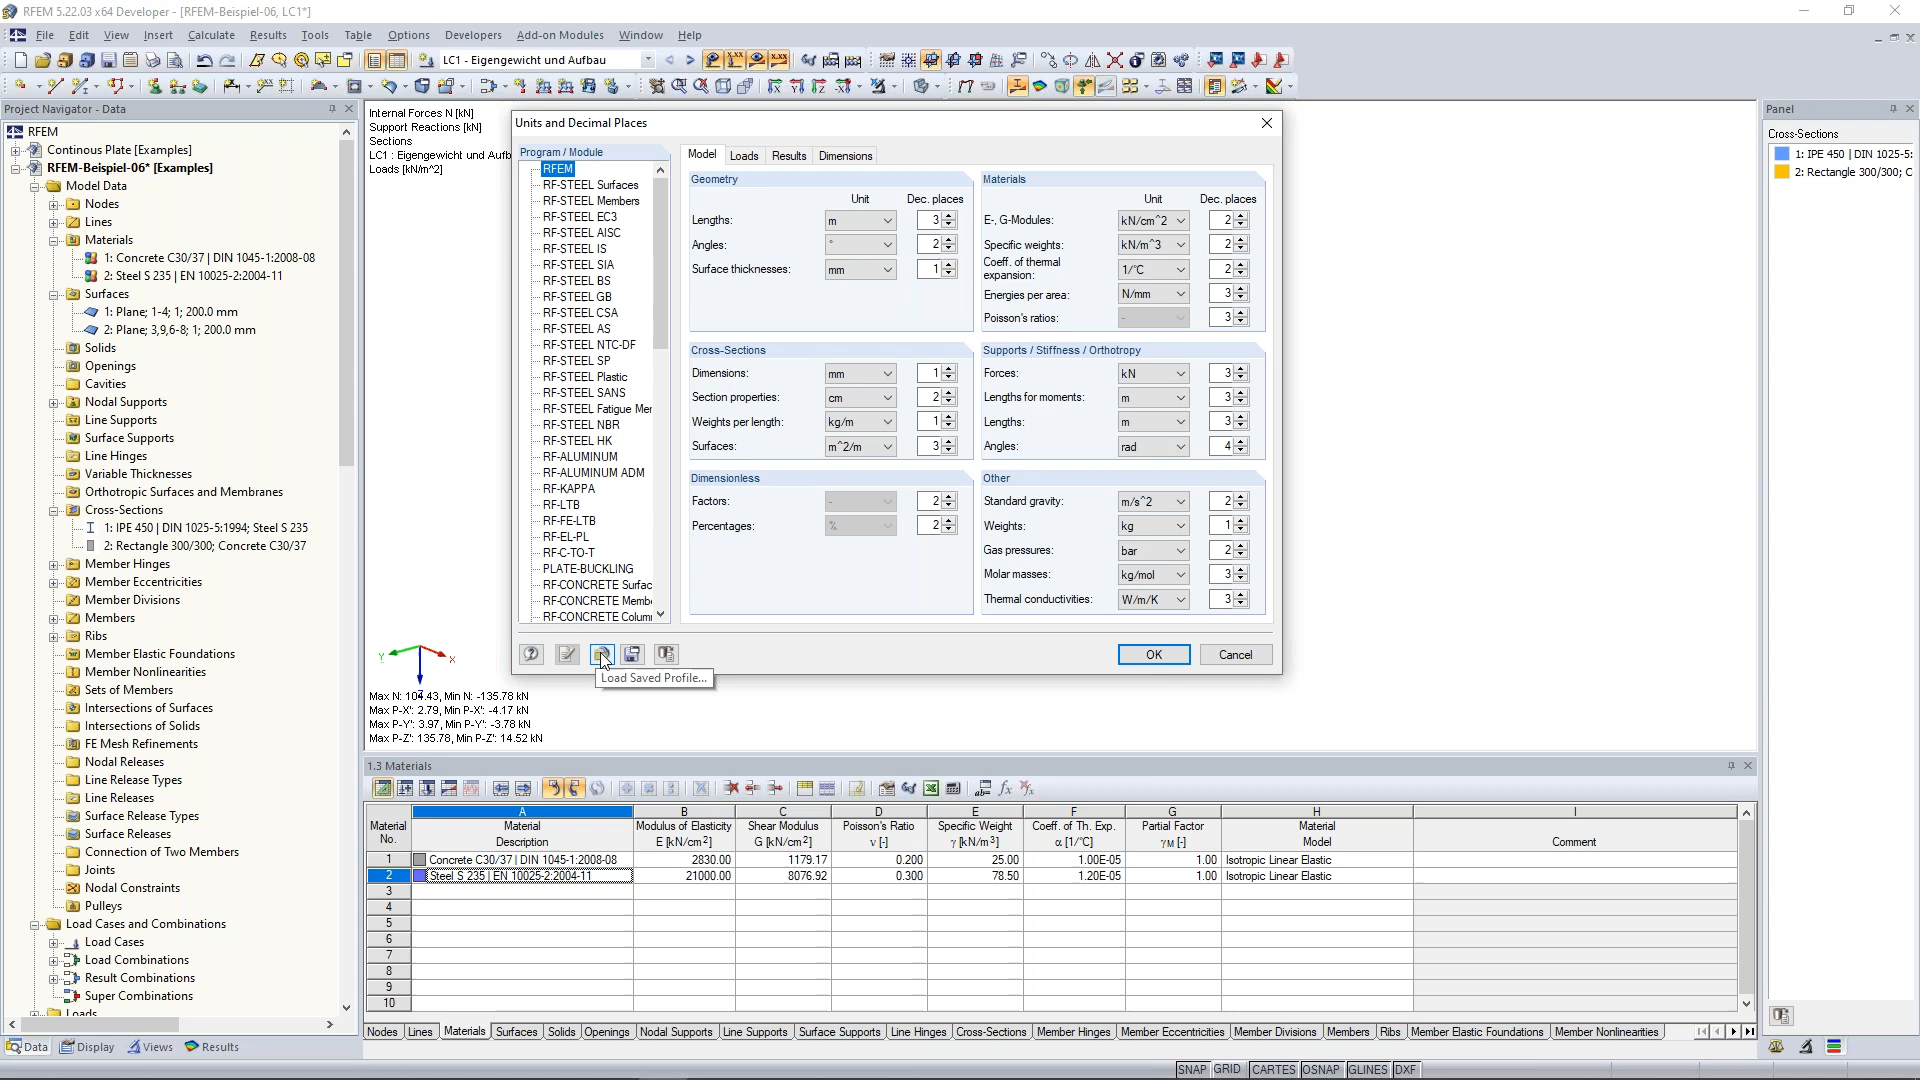 RFEM 5.22.03 x64 Developer - [RFEM-Beispiel-06, LC1*]
File Edit View Insert Calculate Results Tools Table Options Developers Add-on Modules Window Help
LC1 - Eigengewicht und Aufbau
Project Navigator - Data
RFEM
Continous Plate [Examples]
RFEM-Beispiel-06* [Examples]
Model Data
Nodes
Lines
Materials
1: Concrete C30/37 | DIN 1045-1:2008-08
2: Steel S 235 | EN 10025-2:2004-11
Surfaces
1: Plane; 1-4; 1; 200.0 mm
2: Plane; 3,9,6-8; 1; 200.0 mm
Solids
Openings
Cavities
Nodal Supports
Line Supports
Surface Supports
Line Hinges
Variable Thicknesses
Orthotropic Surfaces and Membranes
Cross-Sections
1: IPE 450 | DIN 1025-5:1994; Steel S 235
2: Rectangle 300/300; Concrete C30/37
Member Hinges
Member Eccentricities
Member Divisions
Members
Ribs
Member Elastic Foundations
Member Nonlinearities
Sets of Members
Intersections of Surfaces
Intersections of Solids
FE Mesh Refinements
Nodal Releases
Line Release Types
Line Releases
Surface Release Types
Surface Releases
Connection of Two Members
Joints
Nodal Constraints
Pulleys
Load Cases and Combinations
Load Cases
Load Combinations
Result Combinations
Super Combinations
Loads
Data Display Views Results
Internal Forces N [kN]
Support Reactions [kN]
Sections
LC1 : Eigengewicht und Aufb
Loads [kN/m^2]
Y X Z
Max N: 104.43, Min N: -135.78 kN
Max P-X': 2.79, Min P-X': -4.17 kN
Max P-Y': 3.97, Min P-Y': -3.78 kN
Max P-Z': 135.78, Min P-Z': 14.52 kN
Units and Decimal Places
Program / Module
RFEM
RF-STEEL Surfaces
RF-STEEL Members
RF-STEEL EC3
RF-STEEL AISC
RF-STEEL IS
RF-STEEL SIA
RF-STEEL BS
RF-STEEL GB
RF-STEEL CSA
RF-STEEL AS
RF-STEEL NTC-DF
RF-STEEL SP
RF-STEEL Plastic
RF-STEEL SANS
RF-STEEL Fatigue Mer
RF-STEEL NBR
RF-STEEL HK
RF-ALUMINUM
RF-ALUMINUM ADM
RF-KAPPA
RF-LTB
RF-FE-LTB
RF-EL-PL
RF-C-TO-T
PLATE-BUCKLING
RF-CONCRETE Surfac
RF-CONCRETE Membe
RF-CONCRETE Colum
Model Loads Results Dimensions
Geometry
Unit Dec. places
Lengths: m 3
Angles: ° 2
Surface thicknesses: mm 1
Cross-Sections
Dimensions: mm 1
Section properties: cm 2
Weights per length: kg/m 1
Surfaces: m^2/m 3
Dimensionless
Factors: - 2
Percentages: % 2
Materials
Unit Dec. places
E-, G-Modules: kN/cm^2 2
Specific weights: kN/m^3 2
Coeff. of thermal
expansion: 1/°C 2
Energies per area: N/mm 3
Poisson's ratios: - 3
Supports / Stiffness / Orthotropy
Forces: kN 3
Lengths for moments: m 3
Lengths: m 3
Angles: rad 4
Other
Standard gravity: m/s^2 2
Weights: kg 1
Gas pressures: bar 2
Molar masses: kg/mol 3
Thermal conductivities: W/m/K 3
OK Cancel
Load Saved Profile...
Panel
Cross-Sections
1: IPE 450 | DIN 1025-5:
2: Rectangle 300/300; C
1.3 Materials
A B C D E F G H I
Material Material Modulus of Elasticity Shear Modulus Poisson's Ratio Specific Weight Coeff. of Th. Exp. Partial Factor Material
No. Description E [kN/cm²] G [kN/cm²] ν [-] γ [kN/m³] α [1/°C] γM [-] Model Comment
1 Concrete C30/37 | DIN 1045-1:2008-08 2830.00 1179.17 0.200 25.00 1.00E-05 1.00 Isotropic Linear Elastic
2 Steel S 235 | EN 10025-2:2004-11 21000.00 8076.92 0.300 78.50 1.20E-05 1.00 Isotropic Linear Elastic
3
4
5
6
7
8
9
10
Nodes Lines Materials Surfaces Solids Openings Nodal Supports Line Supports Surface Supports Line Hinges Cross-Sections Member Hinges Member Eccentricities Member Divisions Members Ribs Member Elastic Foundations Member Nonlinearities
SNAP GRID CARTES OSNAP GLINES DXF